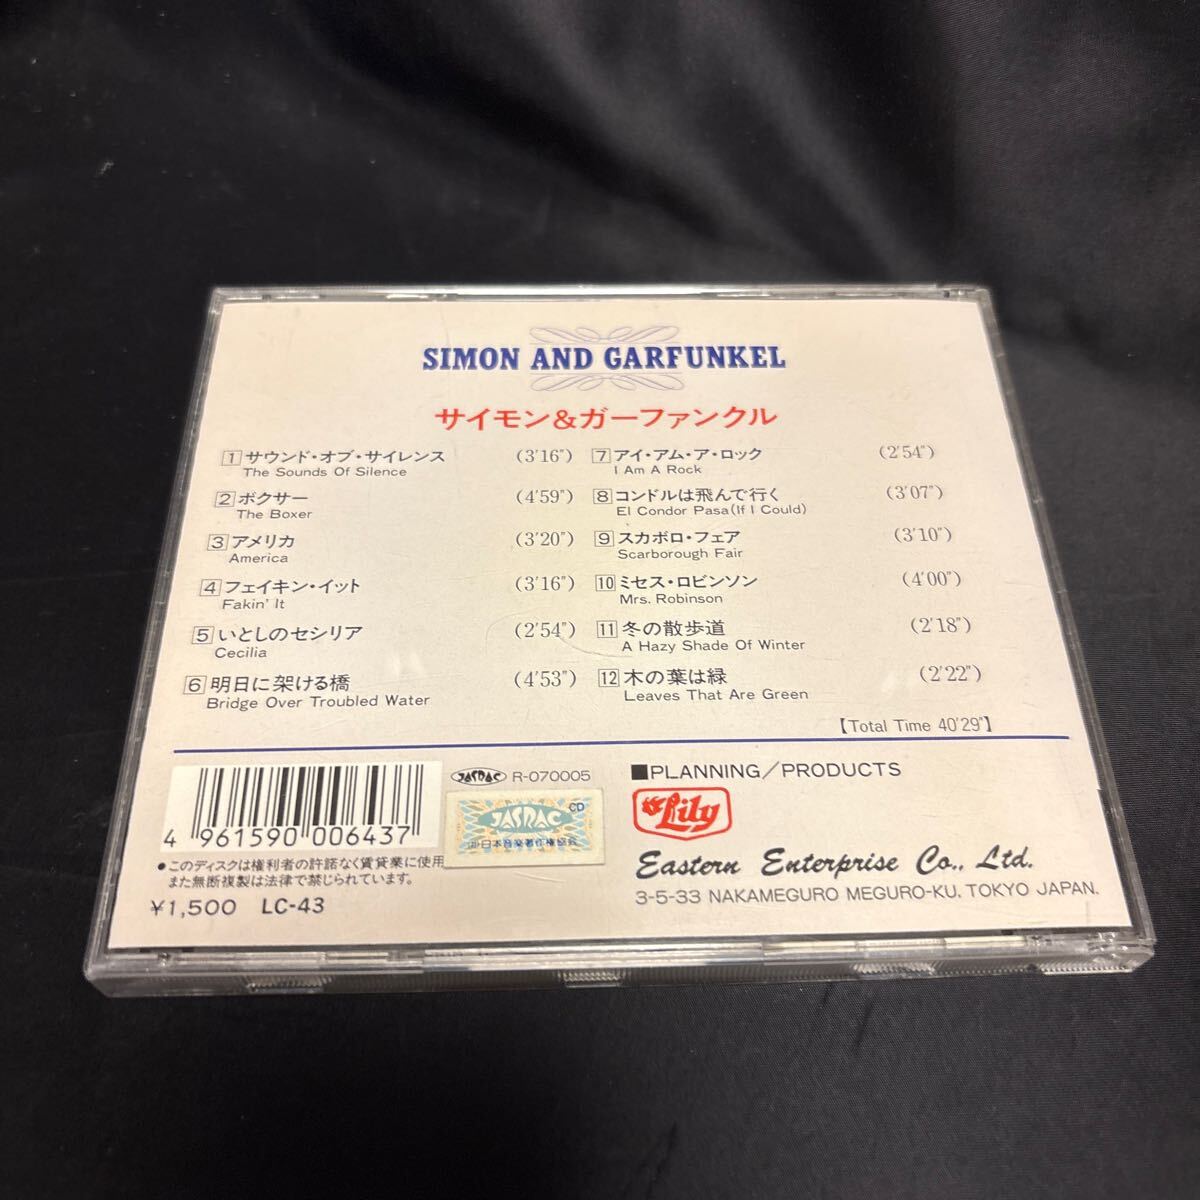 SIMON AND GARFUNKEL
サイモン&ガーファンクル
1 サウンド・オブ・サイレンス (3'16")
The Sounds Of Silence
2 ボクサー (4'59")
The Boxer
3 アメリカ (3'20")
America
4 フェイキン・イット (3'16")
Fakin' It
5 いとしのセシリア (2'54")
Cecilia
6 明日に架ける橋 (4'53")
Bridge Over Troubled Water
7 アイ・アム・ア・ロック (2'54")
I Am A Rock
8 コンドルは飛んで行く (3'07")
El Condor Pasa(If I Could)
9 スカボロ・フェア (3'10")
Scarborough Fair
10 ミセス・ロビンソン (4'00")
Mrs. Robinson
11 冬の散歩道 (2'18")
A Hazy Shade Of Winter
12 木の葉は緑 (2'22")
Leaves That Are Green
【Total Time 40'29"】
4 961590 006437
●このディスクは権利者の許諾なく賃貸業に使用
また無断複製は法律で禁じられています。
¥1,500 LC-43
JASRAC R-070005
CD
JASRAC
日本音楽著作権協会
■PLANNING/PRODUCTS
Lily
Eastern Enterprise Co., Ltd.
3-5-33 NAKAMEGURO MEGURO-KU. TOKYO JAPAN.